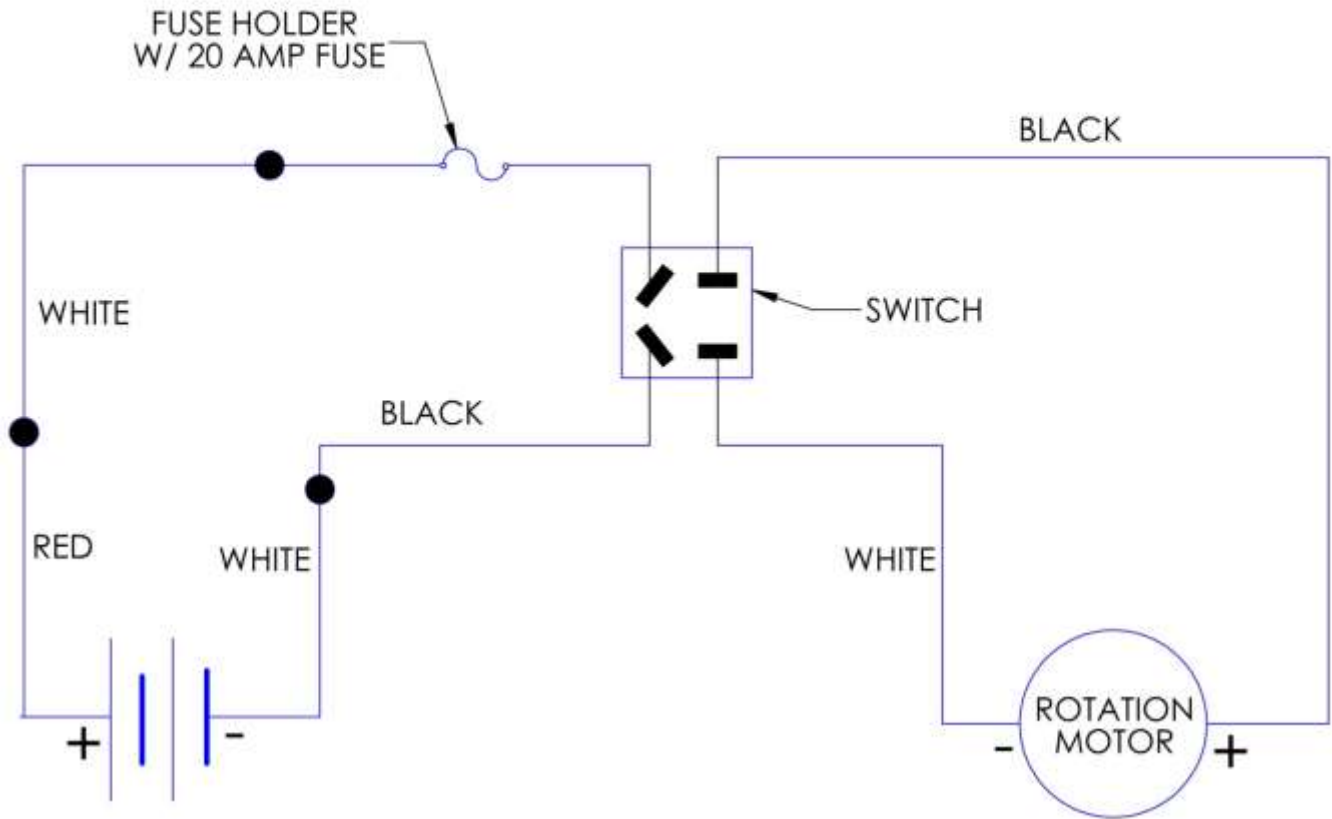 FUSE HOLDER
W/ 20 AMP FUSE
BLACK
WHITE
SWITCH
BLACK
RED
WHITE
WHITE
+
-
ROTATION
MOTOR
-
+